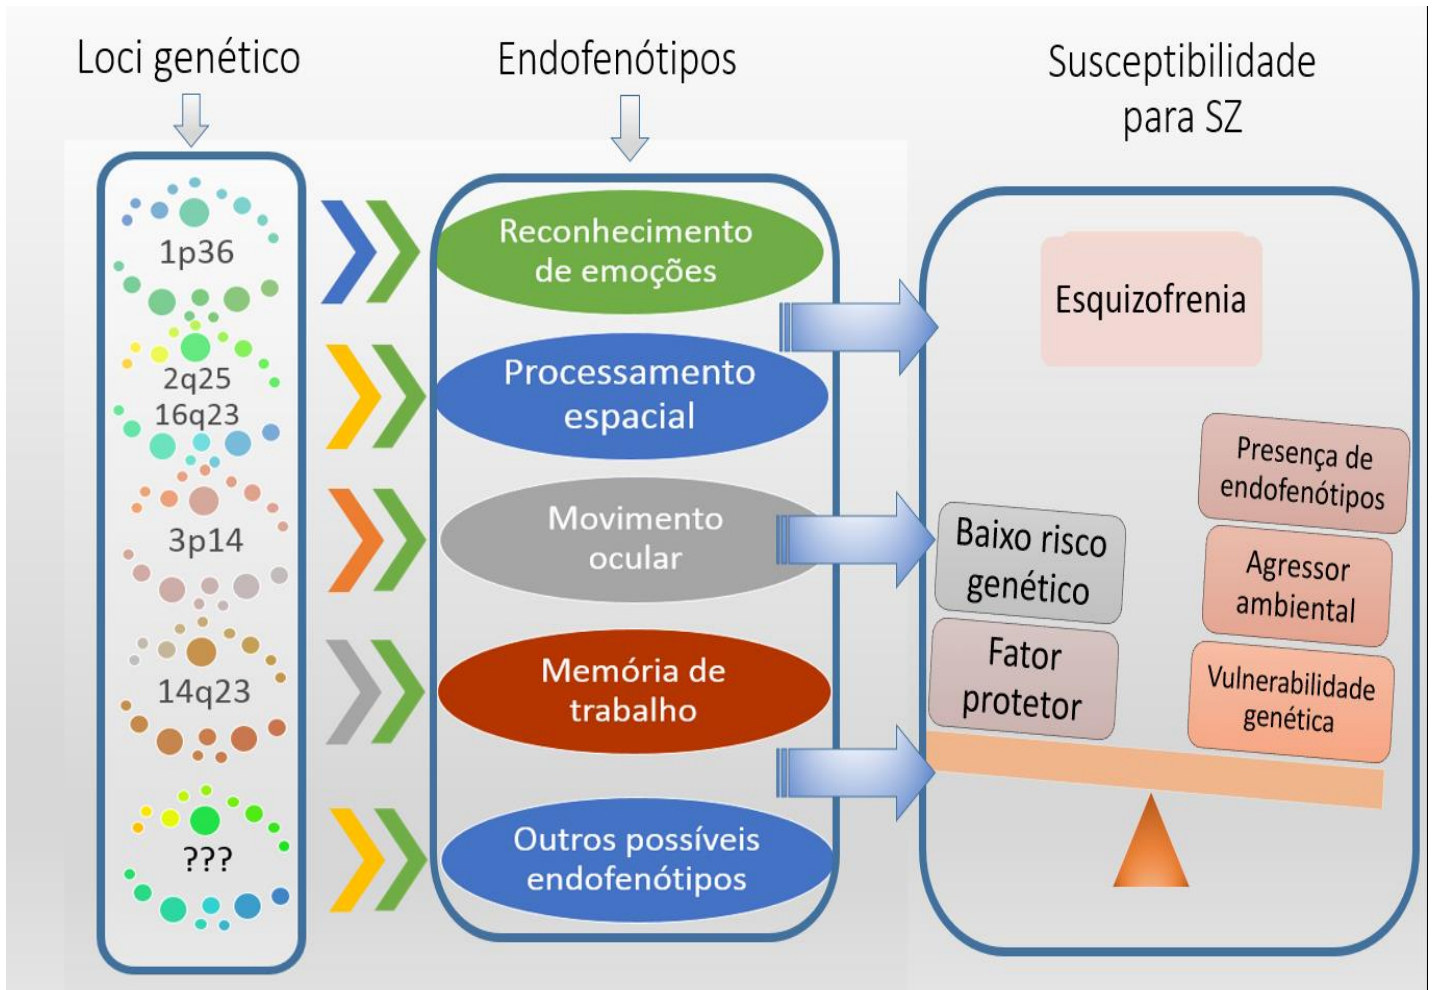 Loci genético
1p36
2q25
16q23
3p14
14q23
???
Endofenótipos
Reconhecimento
de emoções
Processamento
espacial
Movimento
ocular
Memória de
trabalho
Outros possíveis
endofenótipos
Susceptibilidade
para SZ
Esquizofrenia
Baixo risco
genético
Fator
protetor
Presença de
endofenótipos
Agressor
ambiental
Vulnerabilidade
genética